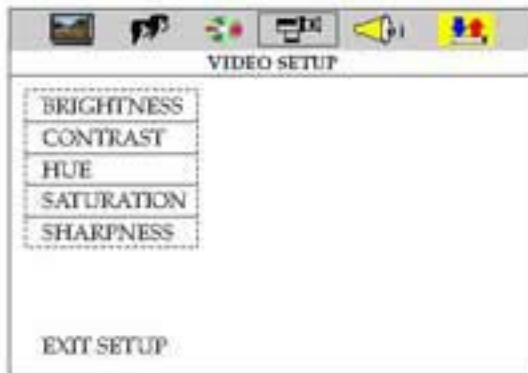 VIDEO SETUP
BRIGHTNESS
CONTRAST
HUE
SATURATION
SHARPNESS
EXIT SETUP